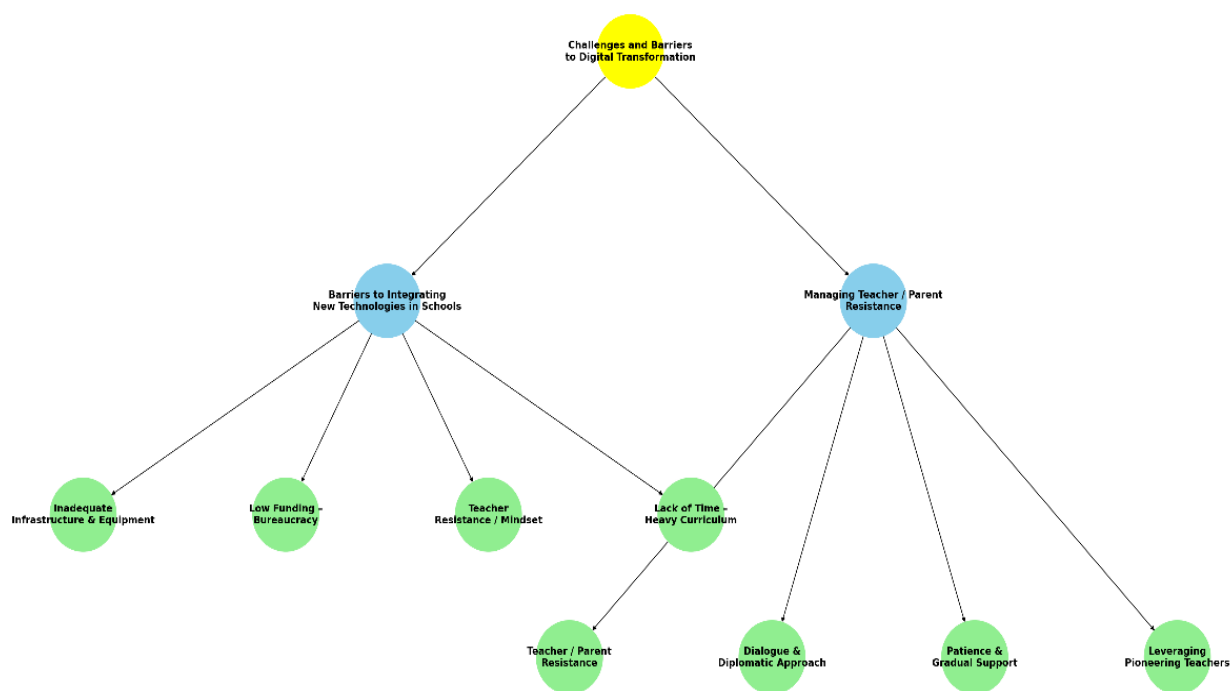 Challenges and Barriers
to Digital Transformation
Barriers to Integrating
New Technologies in Schools
Managing Teacher / Parent
Resistance
Inadequate
Infrastructure & Equipment
Low Funding –
Bureaucracy
Teacher
Resistance / Mindset
Lack of Time –
Heavy Curriculum
Teacher / Parent
Resistance
Dialogue &
Diplomatic Approach
Patience &
Gradual Support
Leveraging
Pioneering Teachers